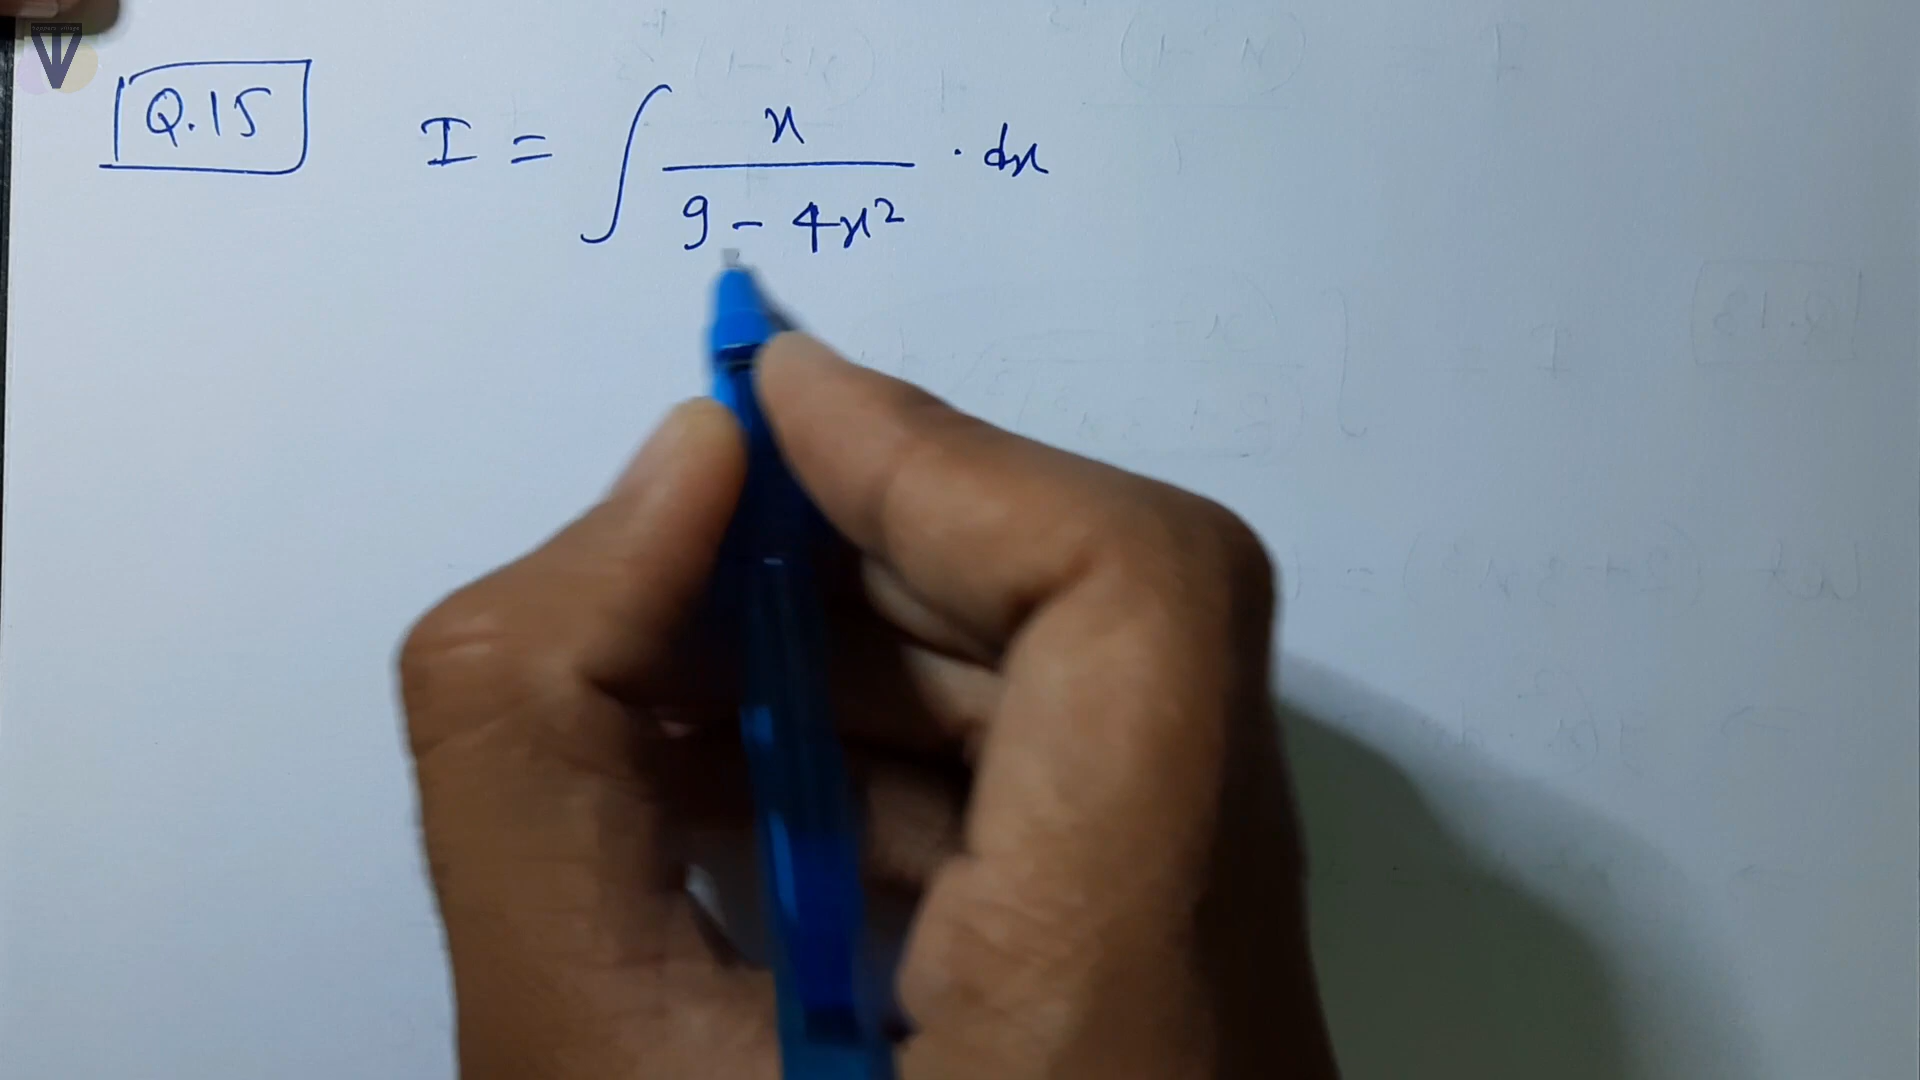 Q.15 I = ∫ x / (9 - 4x²) · dx